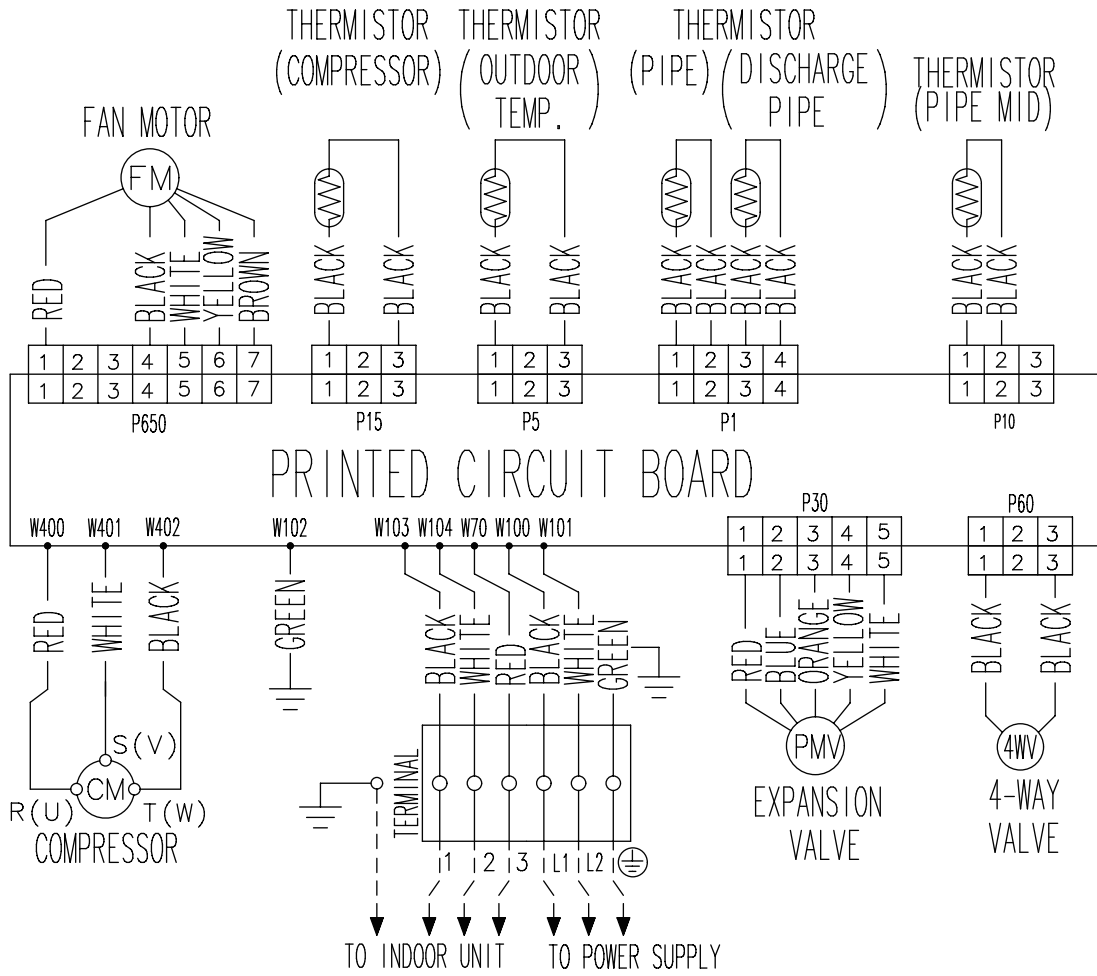 THERMISTOR THERMISTOR THERMISTOR
(COMPRESSOR) (OUTDOOR TEMP.) (PIPE) (DISCHARGE PIPE)
THERMISTOR
(PIPE MID)
FAN MOTOR
FM
RED BLACK WHITE YELLOW BROWN
BLACK BLACK
BLACK BLACK
BLACK BLACK BLACK BLACK
BLACK BLACK
1 2 3 4 5 6 7
1 2 3 4 5 6 7
P650
1 2 3
1 2 3
P15
1 2 3
1 2 3
P5
1 2 3 4
1 2 3 4
P1
1 2 3
1 2 3
P10
PRINTED CIRCUIT BOARD
W400 W401 W402 W102 W103 W104 W70 W100 W101
P30
1 2 3 4 5
1 2 3 4 5
P60
1 2 3
1 2 3
RED WHITE BLACK
GREEN
BLACK WHITE RED BLACK WHITE GREEN
RED BLUE ORANGE YELLOW WHITE
BLACK BLACK
S(V)
CM
R(U) T(W)
COMPRESSOR
TERMINAL
1 2 3 L1 L2
TO INDOOR UNIT TO POWER SUPPLY
PMV
EXPANSION
VALVE
4WV
4-WAY
VALVE